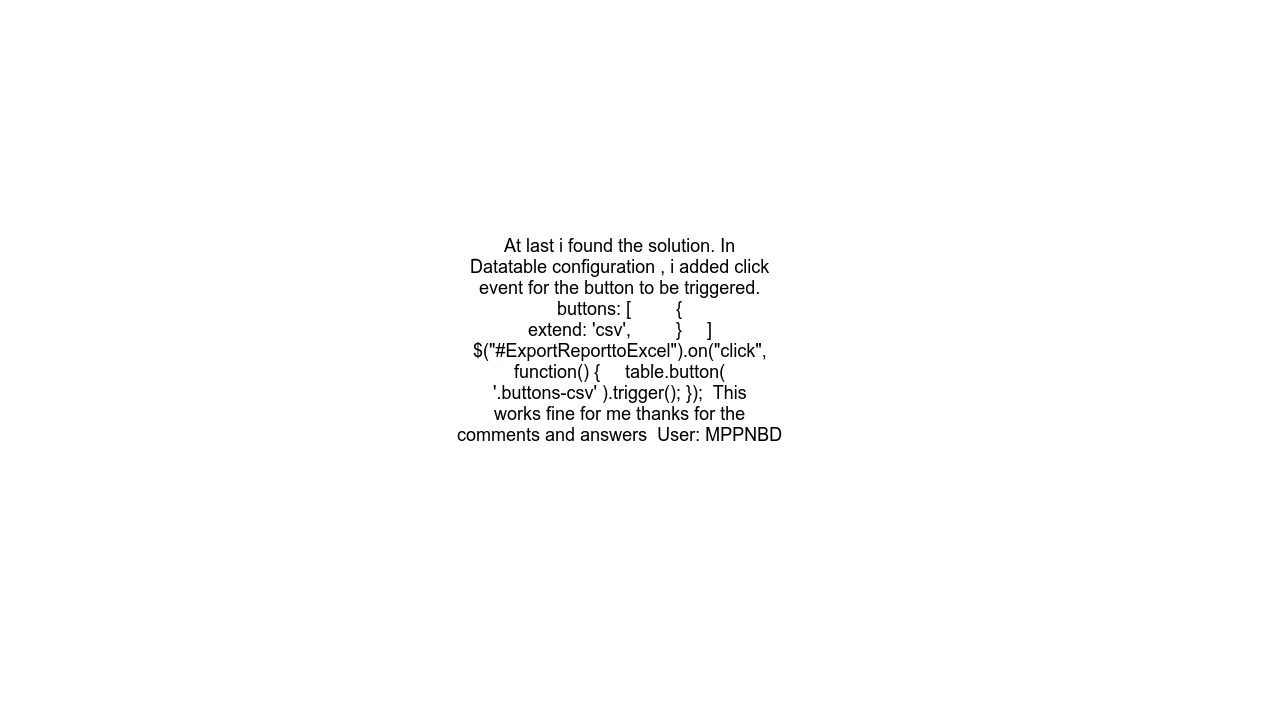 At last i found the solution. In
Datatable configuration , i added click
event for the button to be triggered.
buttons: [         {
extend: 'csv',         }     ]
$("#ExportReporttoExcel").on("click",
function() {     table.button(
'.buttons-csv' ).trigger(); });  This
works fine for me thanks for the
comments and answers  User: MPPNBD